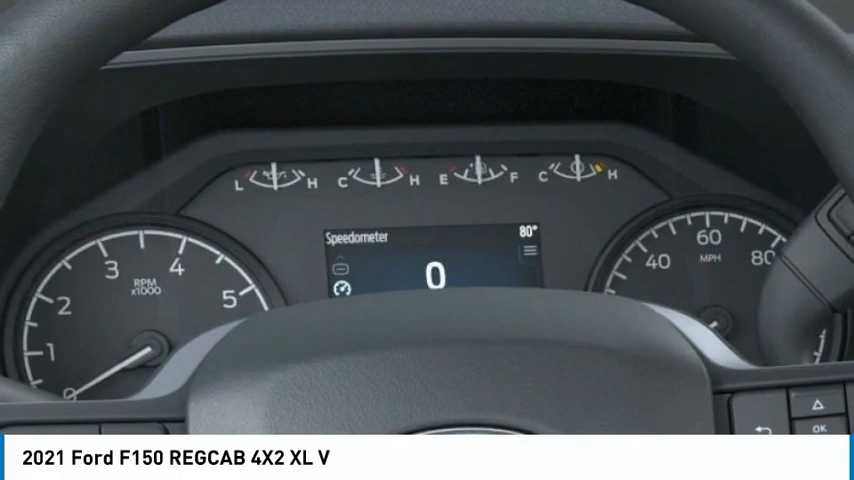 L H C H E F C H
Speedometer 80°
0
RPM
x1000
0 1 2 3 4 5
40 60 80
MPH
OK
2021 Ford F150 REGCAB 4X2 XL V